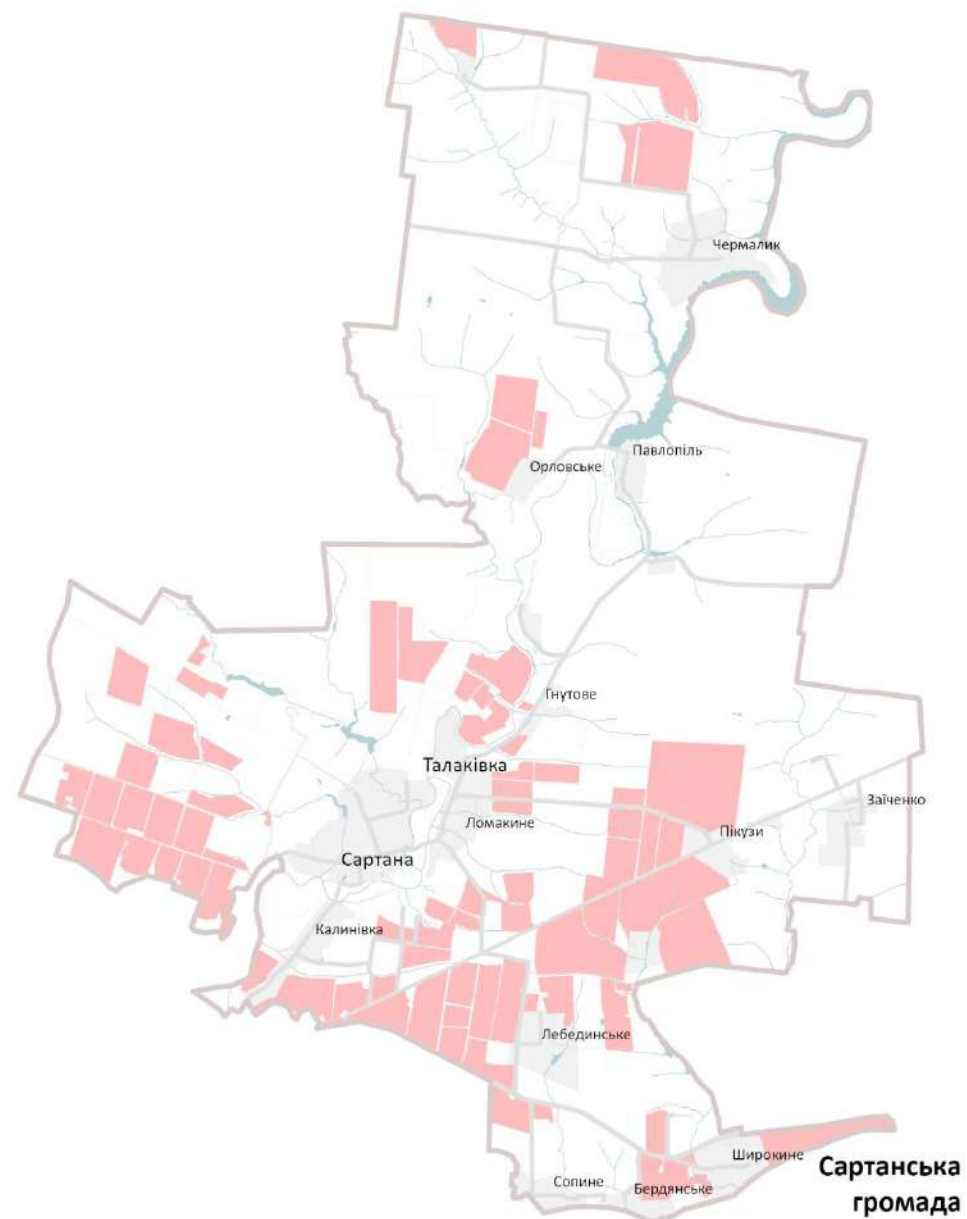 Чермалик
Павлопіль
Орловське
Гнутове
Талаківка
Заїченко
Ломакине
Пікузи
Сартана
Калинівка
Лебединське
Широкине
Сартанська
громада
Сопине
Бердянське